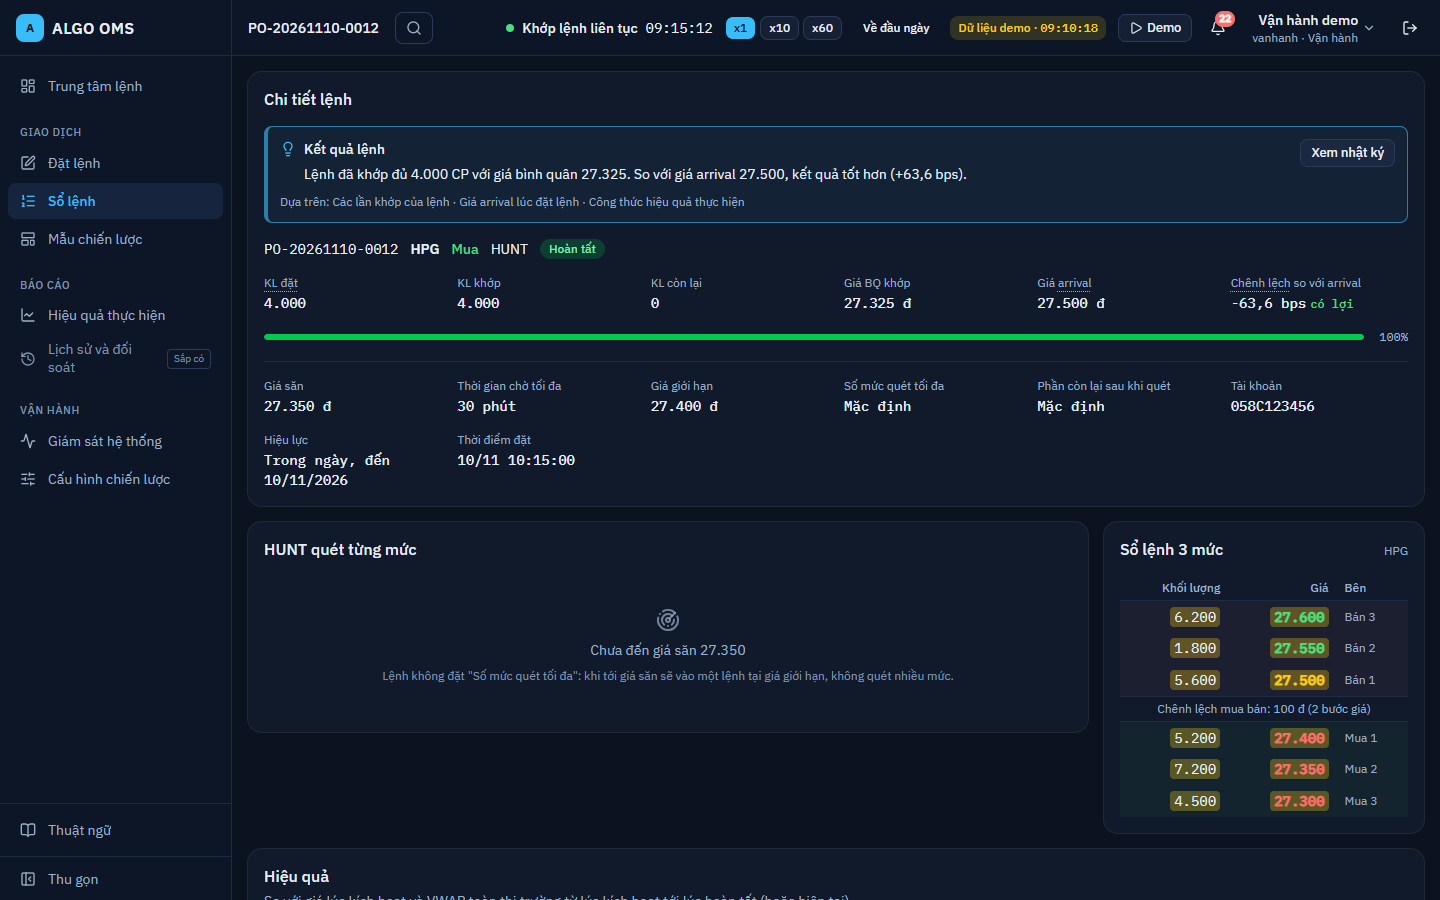 A ALGO OMS
PO-20261110-0012
Khớp lệnh liên tục 09:15:12 x1 x10 x60 Về đầu ngày Dữ liệu demo · 09:10:18 Demo 22
Vận hành demo
vanhanh · Vận hành
Trung tâm lệnh
GIAO DỊCH
Đặt lệnh
Sổ lệnh
Mẫu chiến lược
BÁO CÁO
Hiệu quả thực hiện
Lịch sử và đối soát Sắp có
VẬN HÀNH
Giám sát hệ thống
Cấu hình chiến lược
Thuật ngữ
Thu gọn
Chi tiết lệnh
Kết quả lệnh Xem nhật ký
Lệnh đã khớp đủ 4.000 CP với giá bình quân 27.325. So với giá arrival 27.500, kết quả tốt hơn (+63,6 bps).
Dựa trên: Các lần khớp của lệnh · Giá arrival lúc đặt lệnh · Công thức hiệu quả thực hiện
PO-20261110-0012 HPG Mua HUNT Hoàn tất
KL đặt KL khớp KL còn lại Giá BQ khớp Giá arrival Chênh lệch so với arrival
4.000 4.000 0 27.325 đ 27.500 đ -63,6 bps có lợi
100%
Giá săn Thời gian chờ tối đa Giá giới hạn Số mức quét tối đa Phần còn lại sau khi quét Tài khoản
27.350 đ 30 phút 27.400 đ Mặc định Mặc định 058C123456
Hiệu lực Thời điểm đặt
Trong ngày, đến 10/11/2026 10/11 10:15:00
HUNT quét từng mức
Chưa đến giá săn 27.350
Lệnh không đặt "Số mức quét tối đa": khi tới giá săn sẽ vào một lệnh tại giá giới hạn, không quét nhiều mức.
Sổ lệnh 3 mức HPG
Khối lượng Giá Bên
6.200 27.600 Bán 3
1.800 27.550 Bán 2
5.600 27.500 Bán 1
Chênh lệch mua bán: 100 đ (2 bước giá)
5.200 27.400 Mua 1
7.200 27.350 Mua 2
4.500 27.300 Mua 3
Hiệu quả